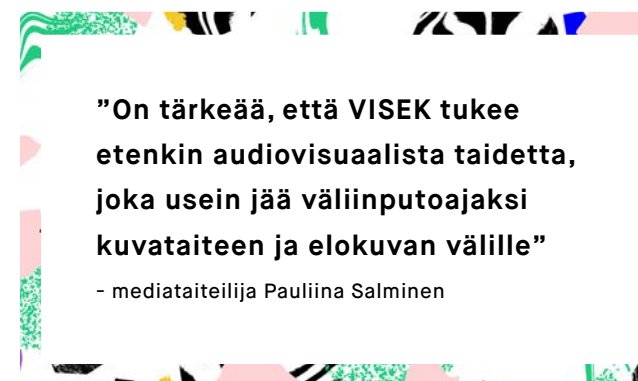 ”On tärkeää, että VISEK tukee
etenkin audiovisuaalista taidetta,
joka usein jää väliinputoajaksi
kuvataiteen ja elokuvan välille”
- mediataiteilija Pauliina Salminen